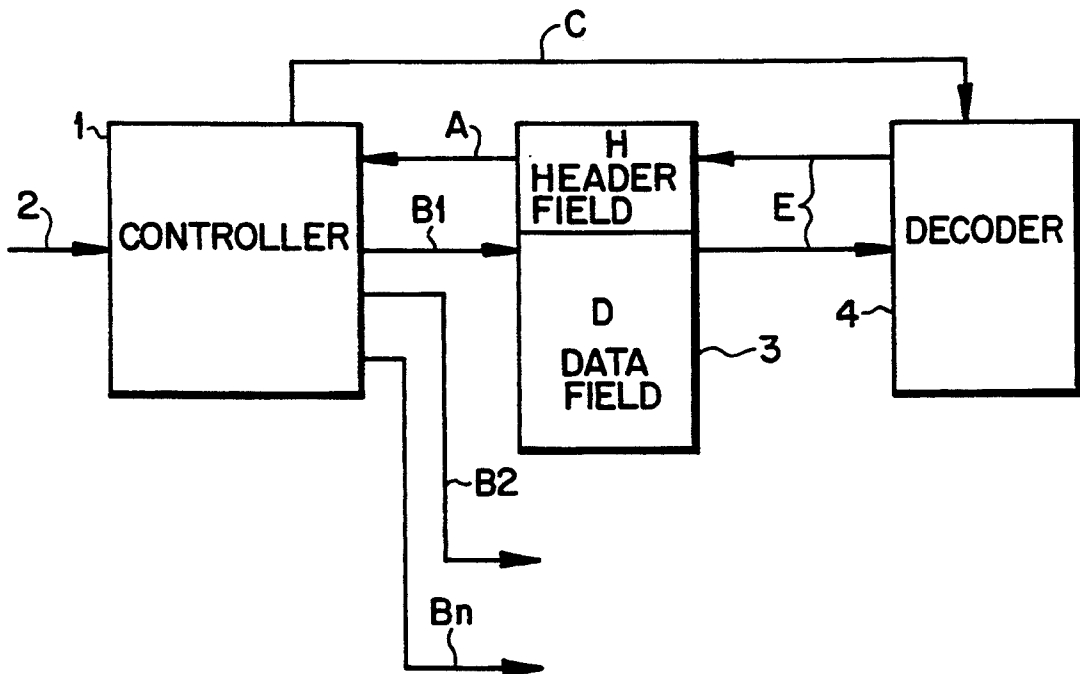 C
1
A
H
HEADER
FIELD
2
CONTROLLER
B1
E
DECODER
D
DATA
FIELD
3
4
B2
Bn